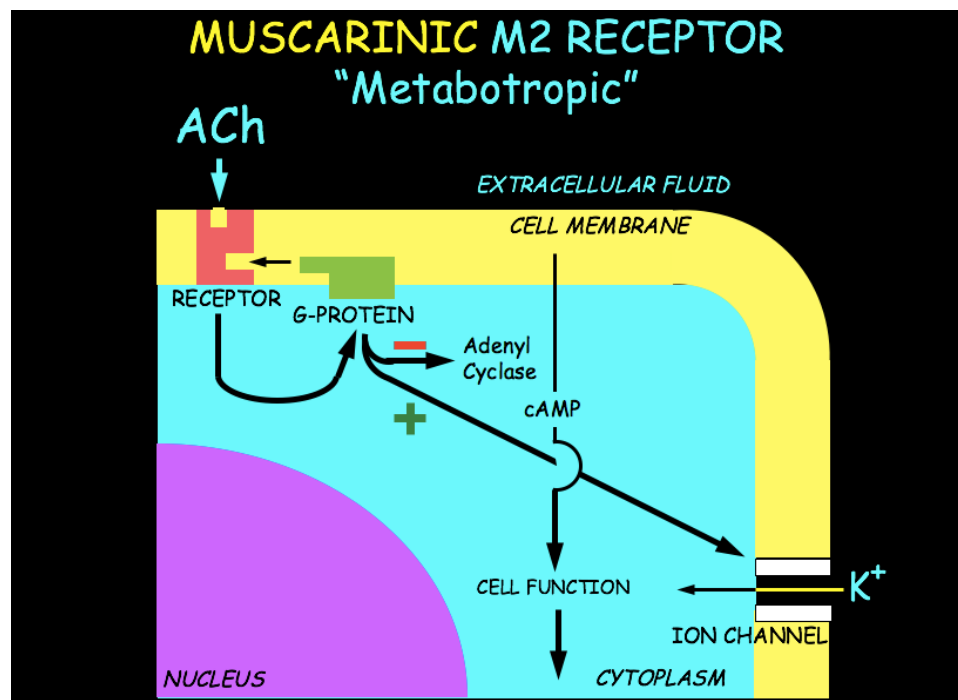 MUSCARINIC M2 RECEPTOR
“Metabotropic”
ACh
EXTRACELLULAR FLUID
CELL MEMBRANE
RECEPTOR
G-PROTEIN
Adenyl
Cyclase
cAMP
CELL FUNCTION
K+
ION CHANNEL
NUCLEUS
CYTOPLASM